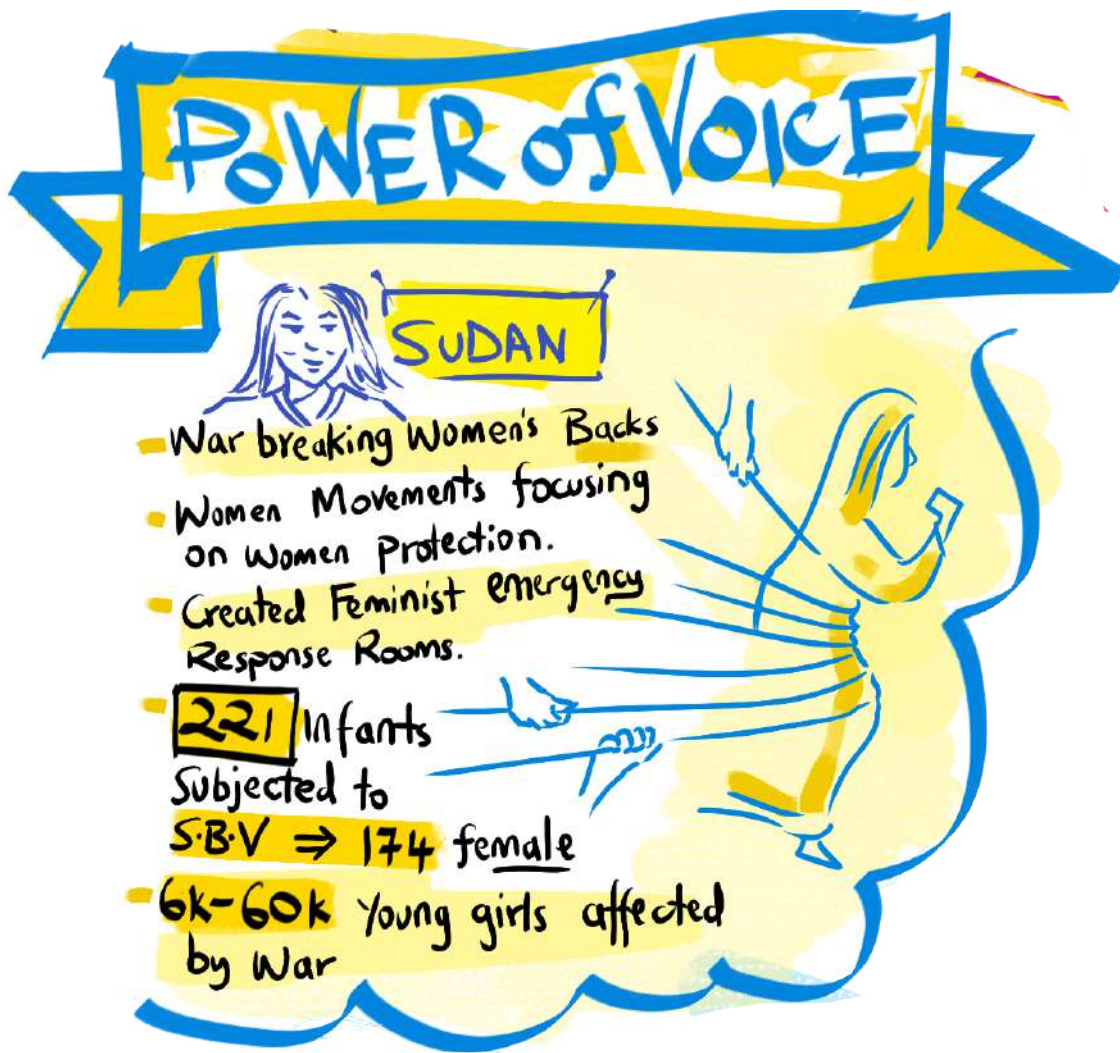 POWER of VOICE
SUDAN
- War breaking Women's Backs
- Women Movements focusing
on Women Protection.
- Created Feminist emergency
Response Rooms.
- 221 Infants
Subjected to
S.B.V ⇒ 174 female
- 6k-60k Young girls affected
by War